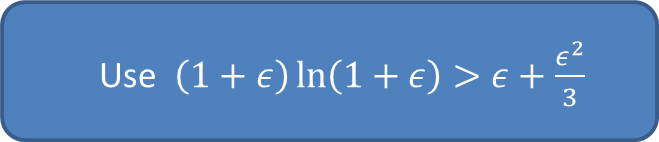 Use (1 + ϵ) ln(1 + ϵ) > ϵ + ϵ²/3